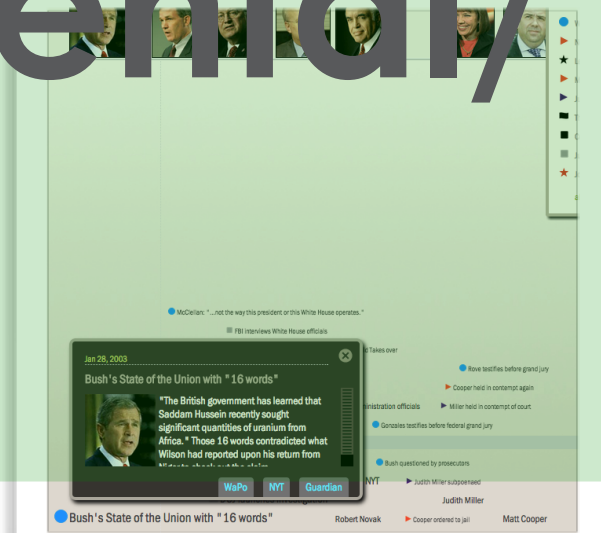 enial/
McClellan: "...not the way this president or this White House operates."
FBI Interviews White House officials
Takes over
Rove testifies before grand jury
Cooper held in contempt again
officials
Miller held in contempt of court
Gonzales testifies before federal grand jury
Jan 28, 2003
Bush's State of the Union with "16 words"
"The British government has learned that
Saddam Hussein recently sought
significant quantities of uranium from
Africa." Those 16 words contradicted what
Wilson had reported upon his return from
Bush questioned by prosecutors
NYT
Judith Miller subpoenaed
WaPo NYT Guardian
Judith Miller
Bush's State of the Union with "16 words"
Robert Novak
Cooper ordered to jail
Matt Cooper